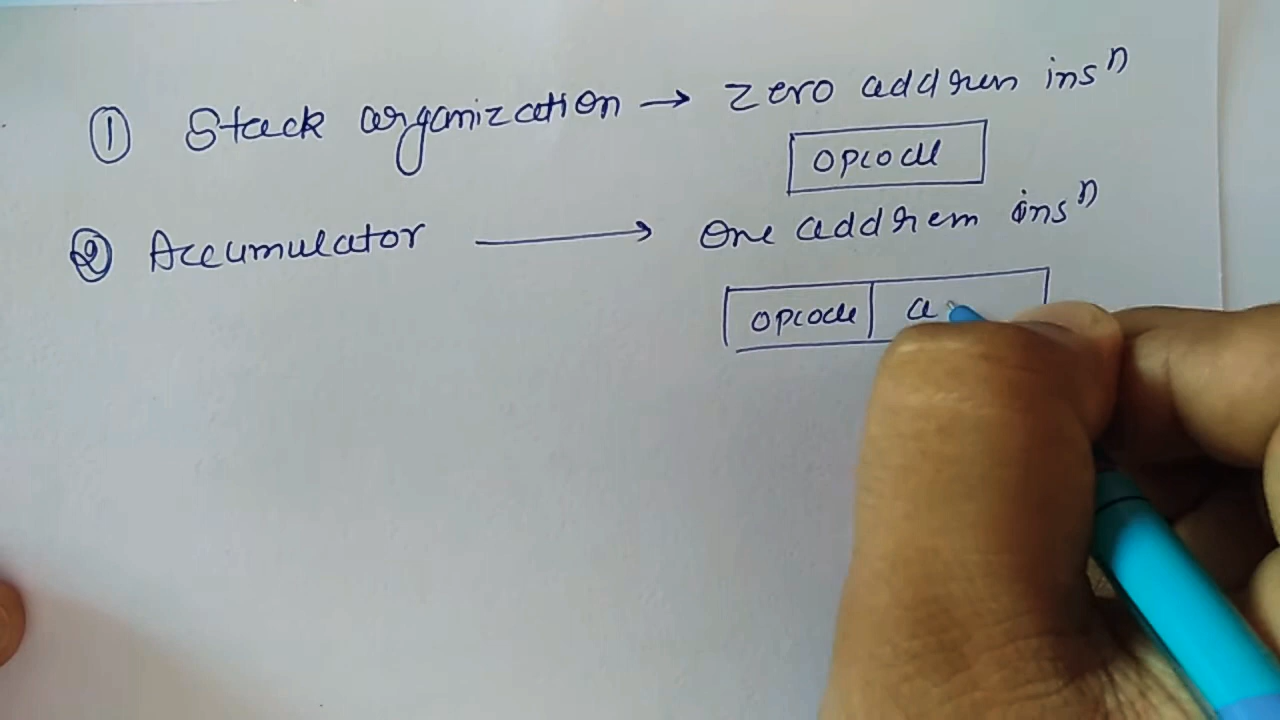 ① Stack organization → zero address insⁿ
opcode
② Accumulator → One address insⁿ
opcode a